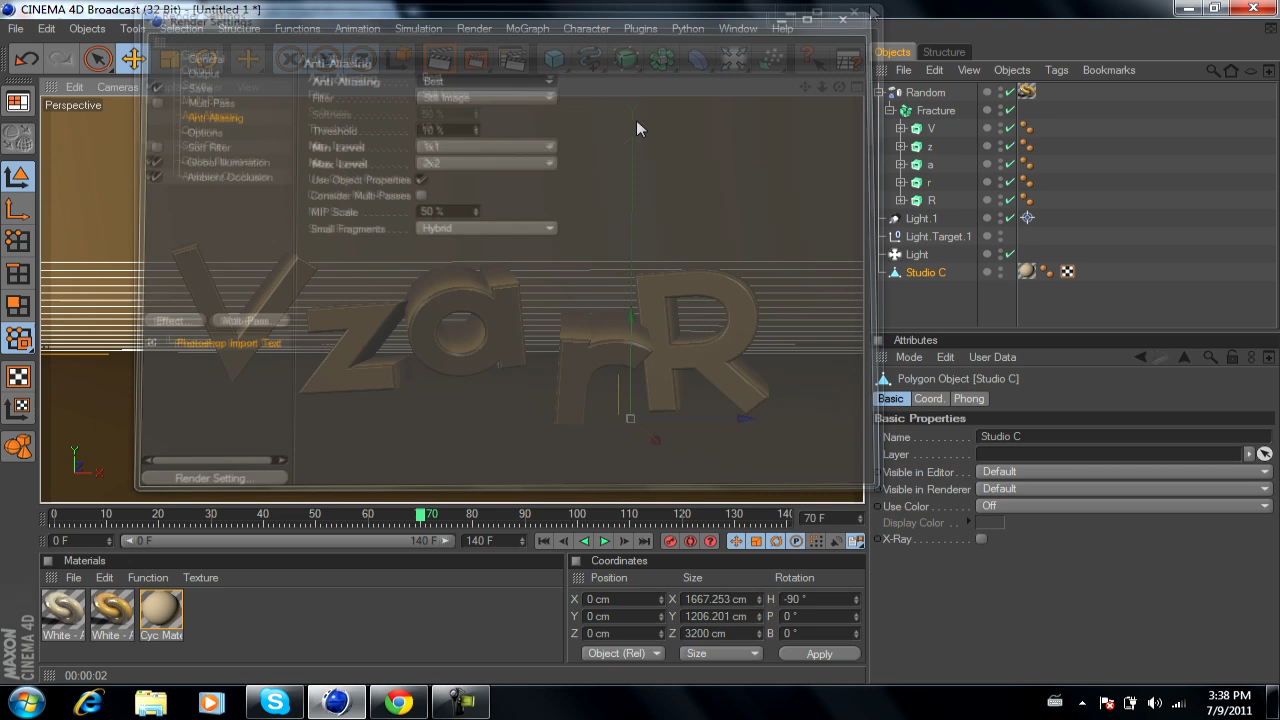 CINEMA 4D Broadcast (32 Bit) - [Untitled 1 *]
Render Settings
File Edit Objects Selection Structure Functions Animation Simulation Render MoGraph Character Plugins Python Window Help
Edit Cameras
Perspective
General
Output
Save
Multi-Pass
Anti-Aliasing
Options
Soft Filter
Global Illumination
Ambient Occlusion
Effect... Multi-Pass...
Photoshop Import Text
Render Setting...
Anti-Aliasing
Anti-Aliasing Best
Filter Still Image
Softness 50 %
Threshold 10 %
Min Level 1x1
Max Level 2x2
Use Object Properties
Consider Multi-Passes
MIP Scale 50 %
Small Fragments Hybrid
VzarR
Y
Z
X
0 10 20 30 40 50 60 70 80 90 100 110 120 130 140
70 F
0 F 0 F 140 F 140 F
Materials
File Edit Function Texture
White - A White - A Cyc Mate
Coordinates
Position Size Rotation
X 0 cm X 1667.253 cm H -90 °
Y 0 cm Y 1206.201 cm P 0 °
Z 0 cm Z 3200 cm B 0 °
Object (Rel) Size Apply
00:00:02
MAXON CINEMA 4D
Objects Structure
File Edit View Objects Tags Bookmarks
Random
Fracture
V
z
a
r
R
Light.1
Light.Target.1
Light
Studio C
Attributes
Mode Edit User Data
Polygon Object [Studio C]
Basic Coord. Phong
Basic Properties
Name Studio C
Layer
Visible in Editor Default
Visible in Renderer Default
Use Color Off
Display Color
X-Ray
3:38 PM
7/9/2011